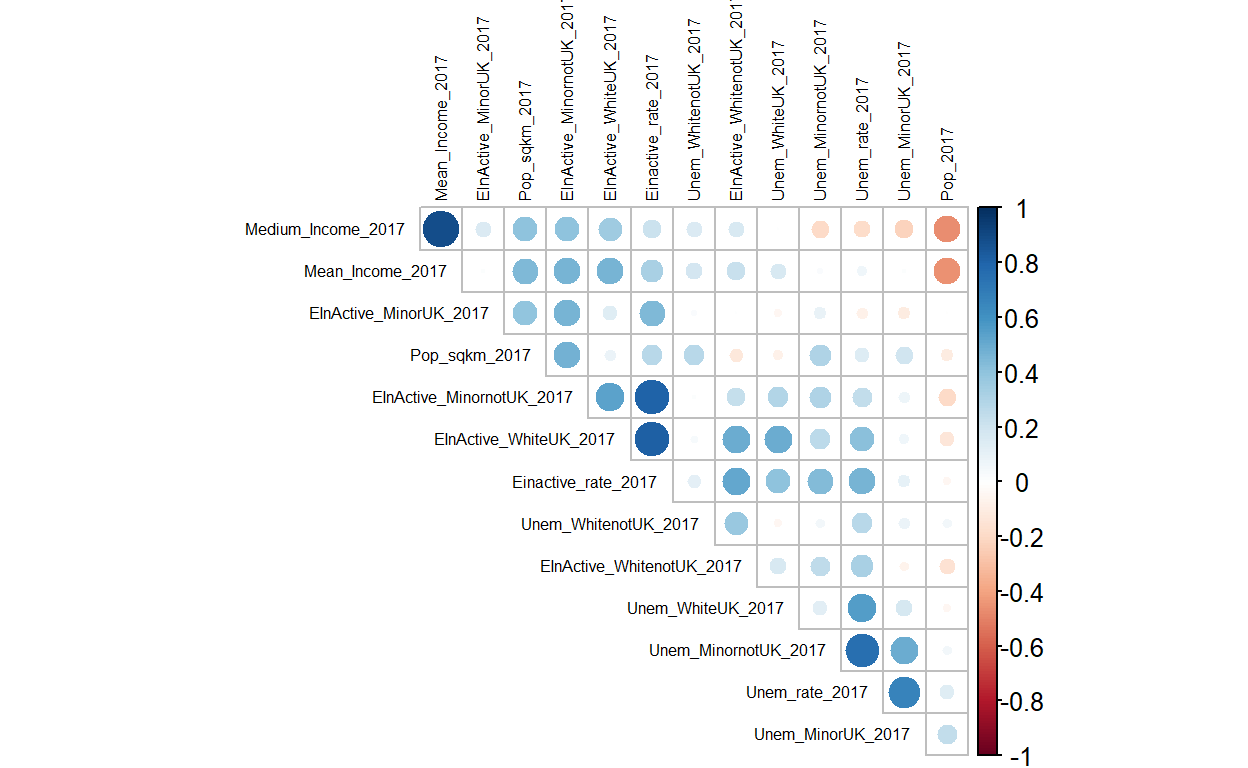 Mean_Income_2017
EInActive_MinorUK_2017
Pop_sqkm_2017
EInActive_MinornotUK_2017
EInActive_WhiteUK_2017
Einactive_rate_2017
Unem_WhitenotUK_2017
EInActive_WhitenotUK_2017
Unem_WhiteUK_2017
Unem_MinornotUK_2017
Unem_rate_2017
Unem_MinorUK_2017
Pop_2017
Medium_Income_2017
Mean_Income_2017
EInActive_MinorUK_2017
Pop_sqkm_2017
EInActive_MinornotUK_2017
EInActive_WhiteUK_2017
Einactive_rate_2017
Unem_WhitenotUK_2017
EInActive_WhitenotUK_2017
Unem_WhiteUK_2017
Unem_MinornotUK_2017
Unem_rate_2017
Unem_MinorUK_2017
1
0.8
0.6
0.4
0.2
0
-0.2
-0.4
-0.6
-0.8
-1